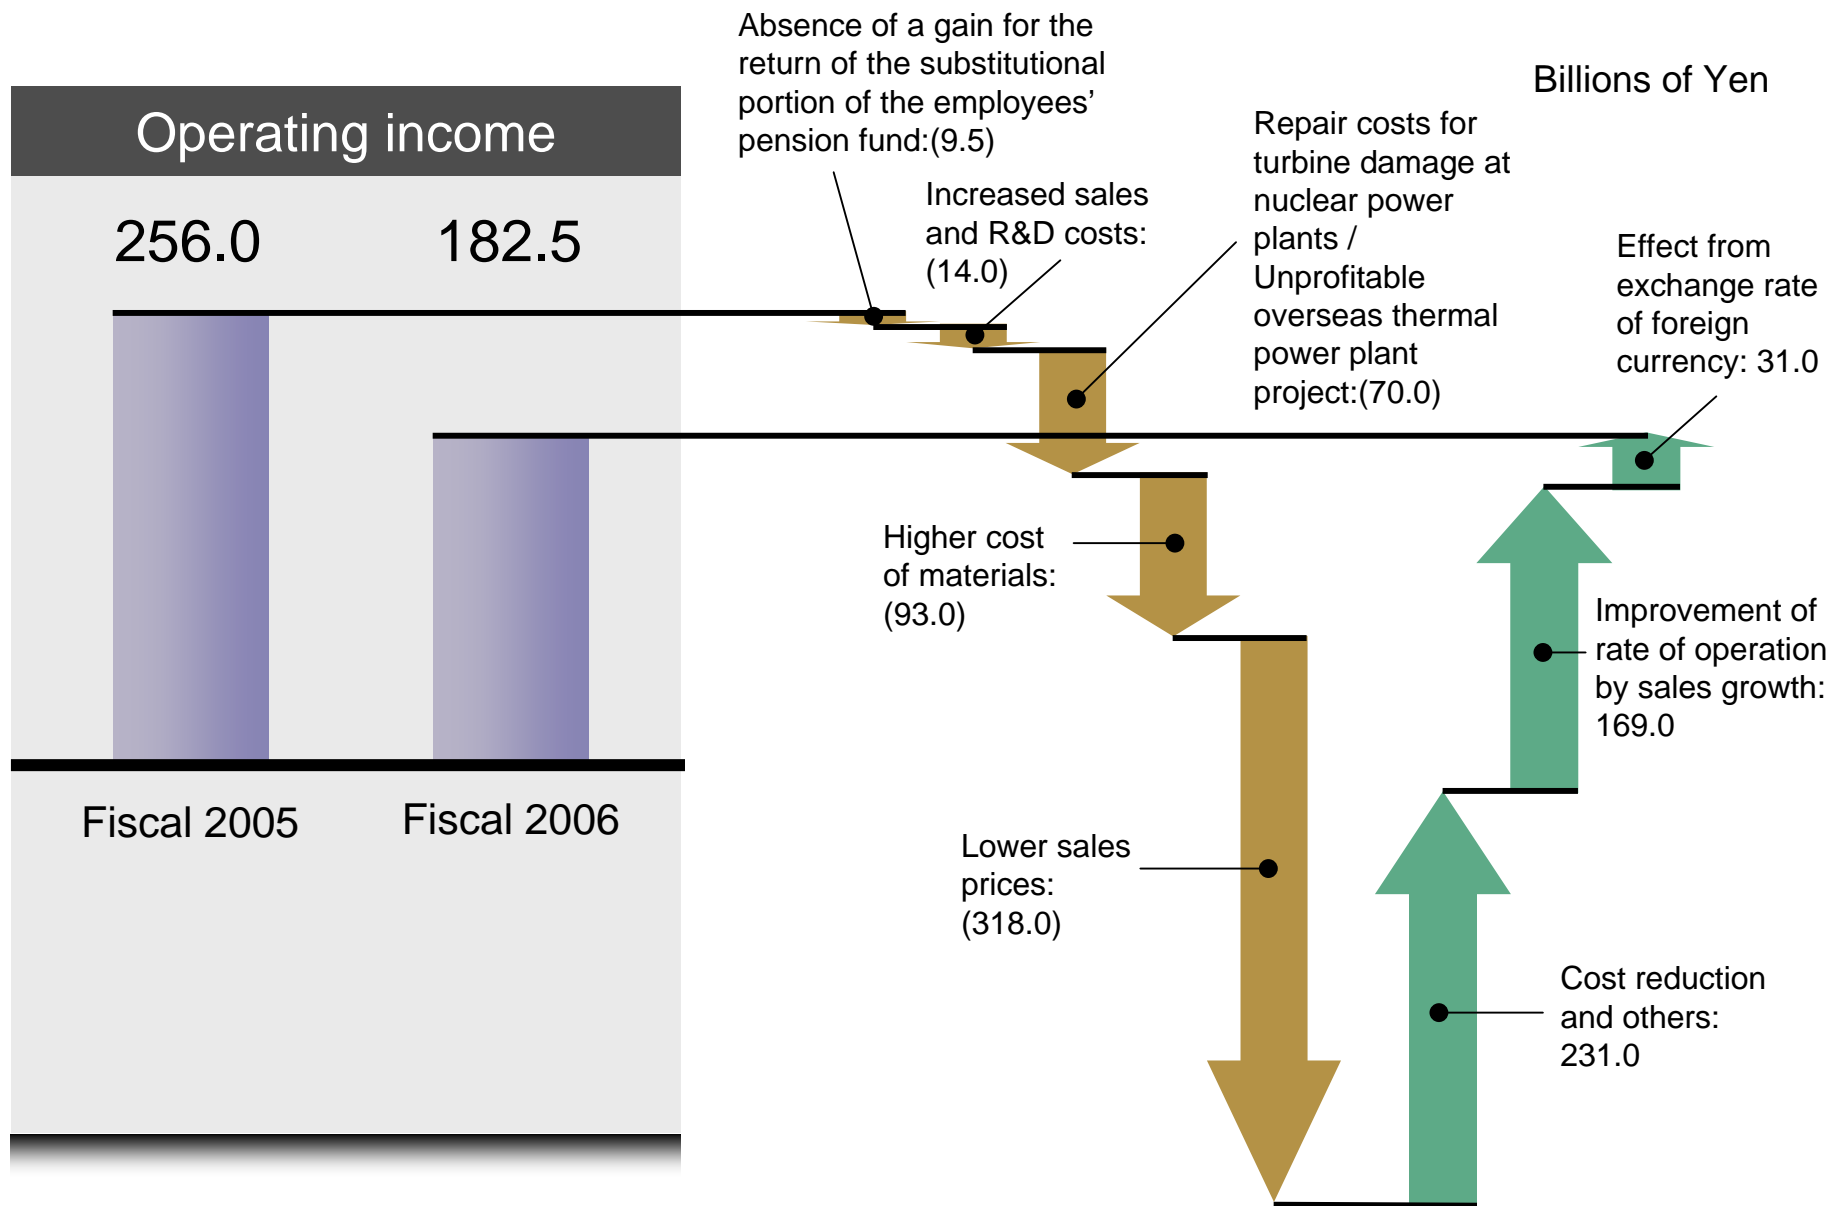 Absence of a gain for the
return of the substitutional
portion of the employees’
pension fund:(9.5)
Billions of Yen
Operating income
256.0
182.5
Fiscal 2005
Fiscal 2006
Increased sales
and R&D costs:
(14.0)
Repair costs for
turbine damage at
nuclear power
plants /
Unprofitable
overseas thermal
power plant
project:(70.0)
Effect from
exchange rate
of foreign
currency: 31.0
Higher cost
of materials:
(93.0)
Improvement of
rate of operation
by sales growth:
169.0
Lower sales
prices:
(318.0)
Cost reduction
and others:
231.0